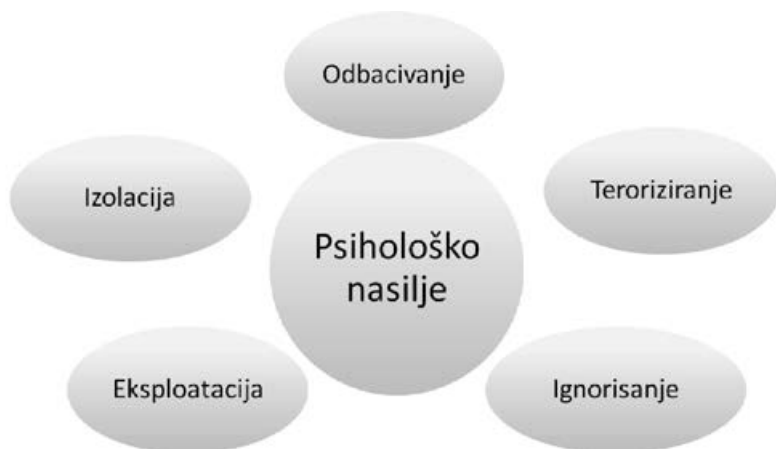 Odbacivanje
Izolacija
Teroriziranje
Psihološko
nasilje
Eksploatacija
Ignorisanje